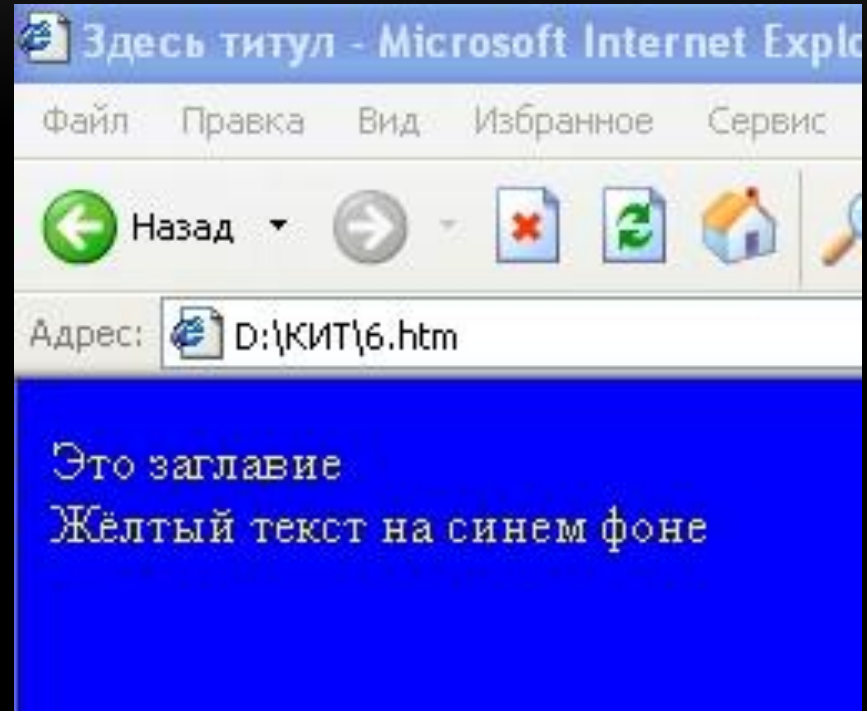 Здесь титул - Microsoft Internet
Файл Правка Вид Избранное Сервис
Назад
Адрес: D:\КИТ\6.htm
Это заглавие
Жёлтый текст на синем фоне